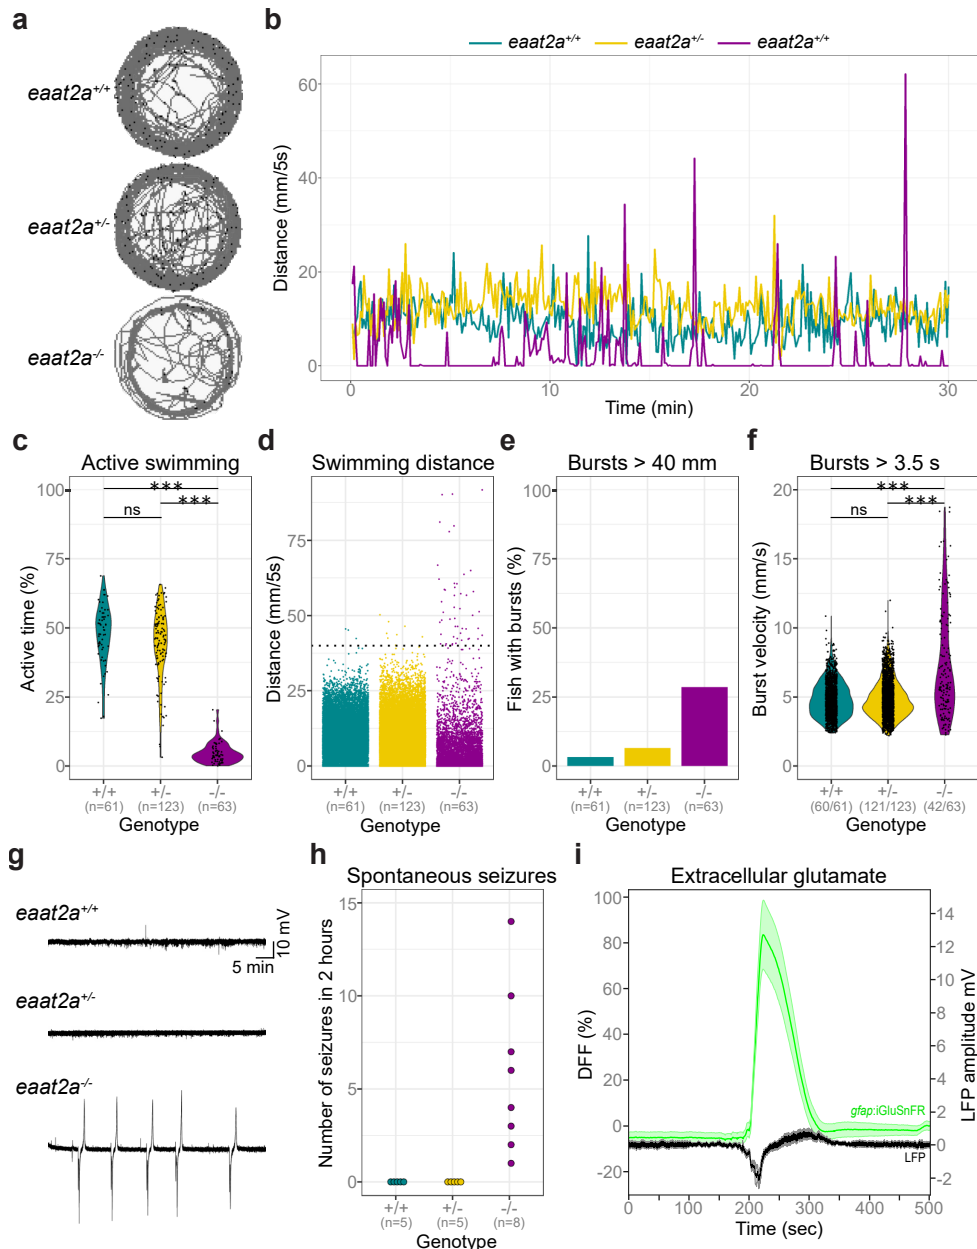 a
eaat2a+/+
eaat2a+/-
eaat2a-/-
b
eaat2a+/+ eaat2a+/- eaat2a+/+
Distance (mm/5s)
60
40
20
0
0 10 20 30
Time (min)
c
Active swimming
Active time (%)
100
75
50
25
0
***
***
ns
+/+ +/- -/-
(n=61) (n=123) (n=63)
Genotype
d
Swimming distance
Distance (mm/5s)
75
50
25
0
+/+ +/- -/-
(n=61) (n=123) (n=63)
Genotype
e
Bursts > 40 mm
Fish with bursts (%)
100
75
50
25
0
+/+ +/- -/-
(n=61) (n=123) (n=63)
Genotype
f
Bursts > 3.5 s
Burst velocity (mm/s)
20
15
10
5
0
***
***
ns
+/+ +/- -/-
(60/61) (121/123) (42/63)
Genotype
g
eaat2a+/+
10 mV
5 min
eaat2a+/-
eaat2a-/-
h
Spontaneous seizures
Number of seizures in 2 hours
15
10
5
0
+/+ +/- -/-
(n=5) (n=5) (n=8)
Genotype
i
Extracellular glutamate
DFF (%)
100
80
60
40
20
0
-20
LFP amplitude mV
14
12
10
8
6
4
2
0
-2
gfap:iGluSnFR
LFP
0 100 200 300 400 500
Time (sec)